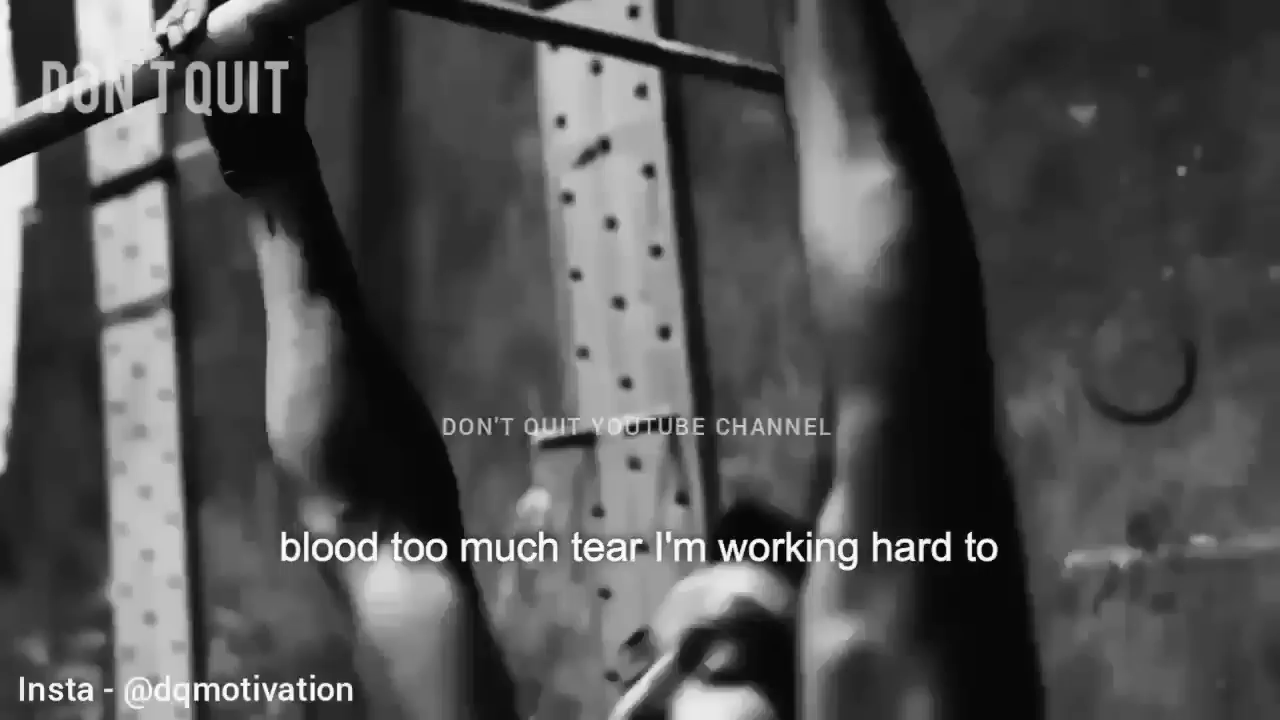 DON'T QUIT
DON'T QUIT YOUTUBE CHANNEL
blood too much tear I'm working hard to
Insta - @dqmotivation